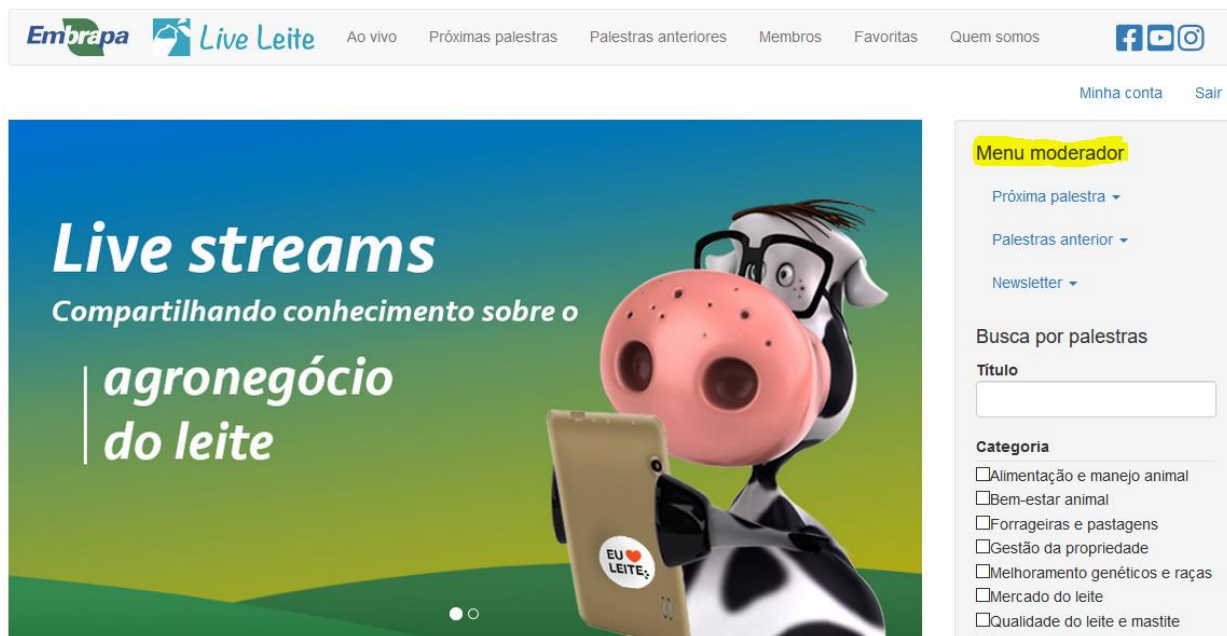 Embrapa Live Leite Ao vivo Próximas palestras Palestras anteriores Membros Favoritas Quem somos
Minha conta Sair
Live streams
Compartilhando conhecimento sobre o
agronegócio
do leite
EU
LEITE
Menu moderador
Próxima palestra
Palestras anterior
Newsletter
Busca por palestras
Título
Categoria
Alimentação e manejo animal
Bem-estar animal
Forrageiras e pastagens
Gestão da propriedade
Melhoramento genéticos e raças
Mercado do leite
Qualidade do leite e mastite